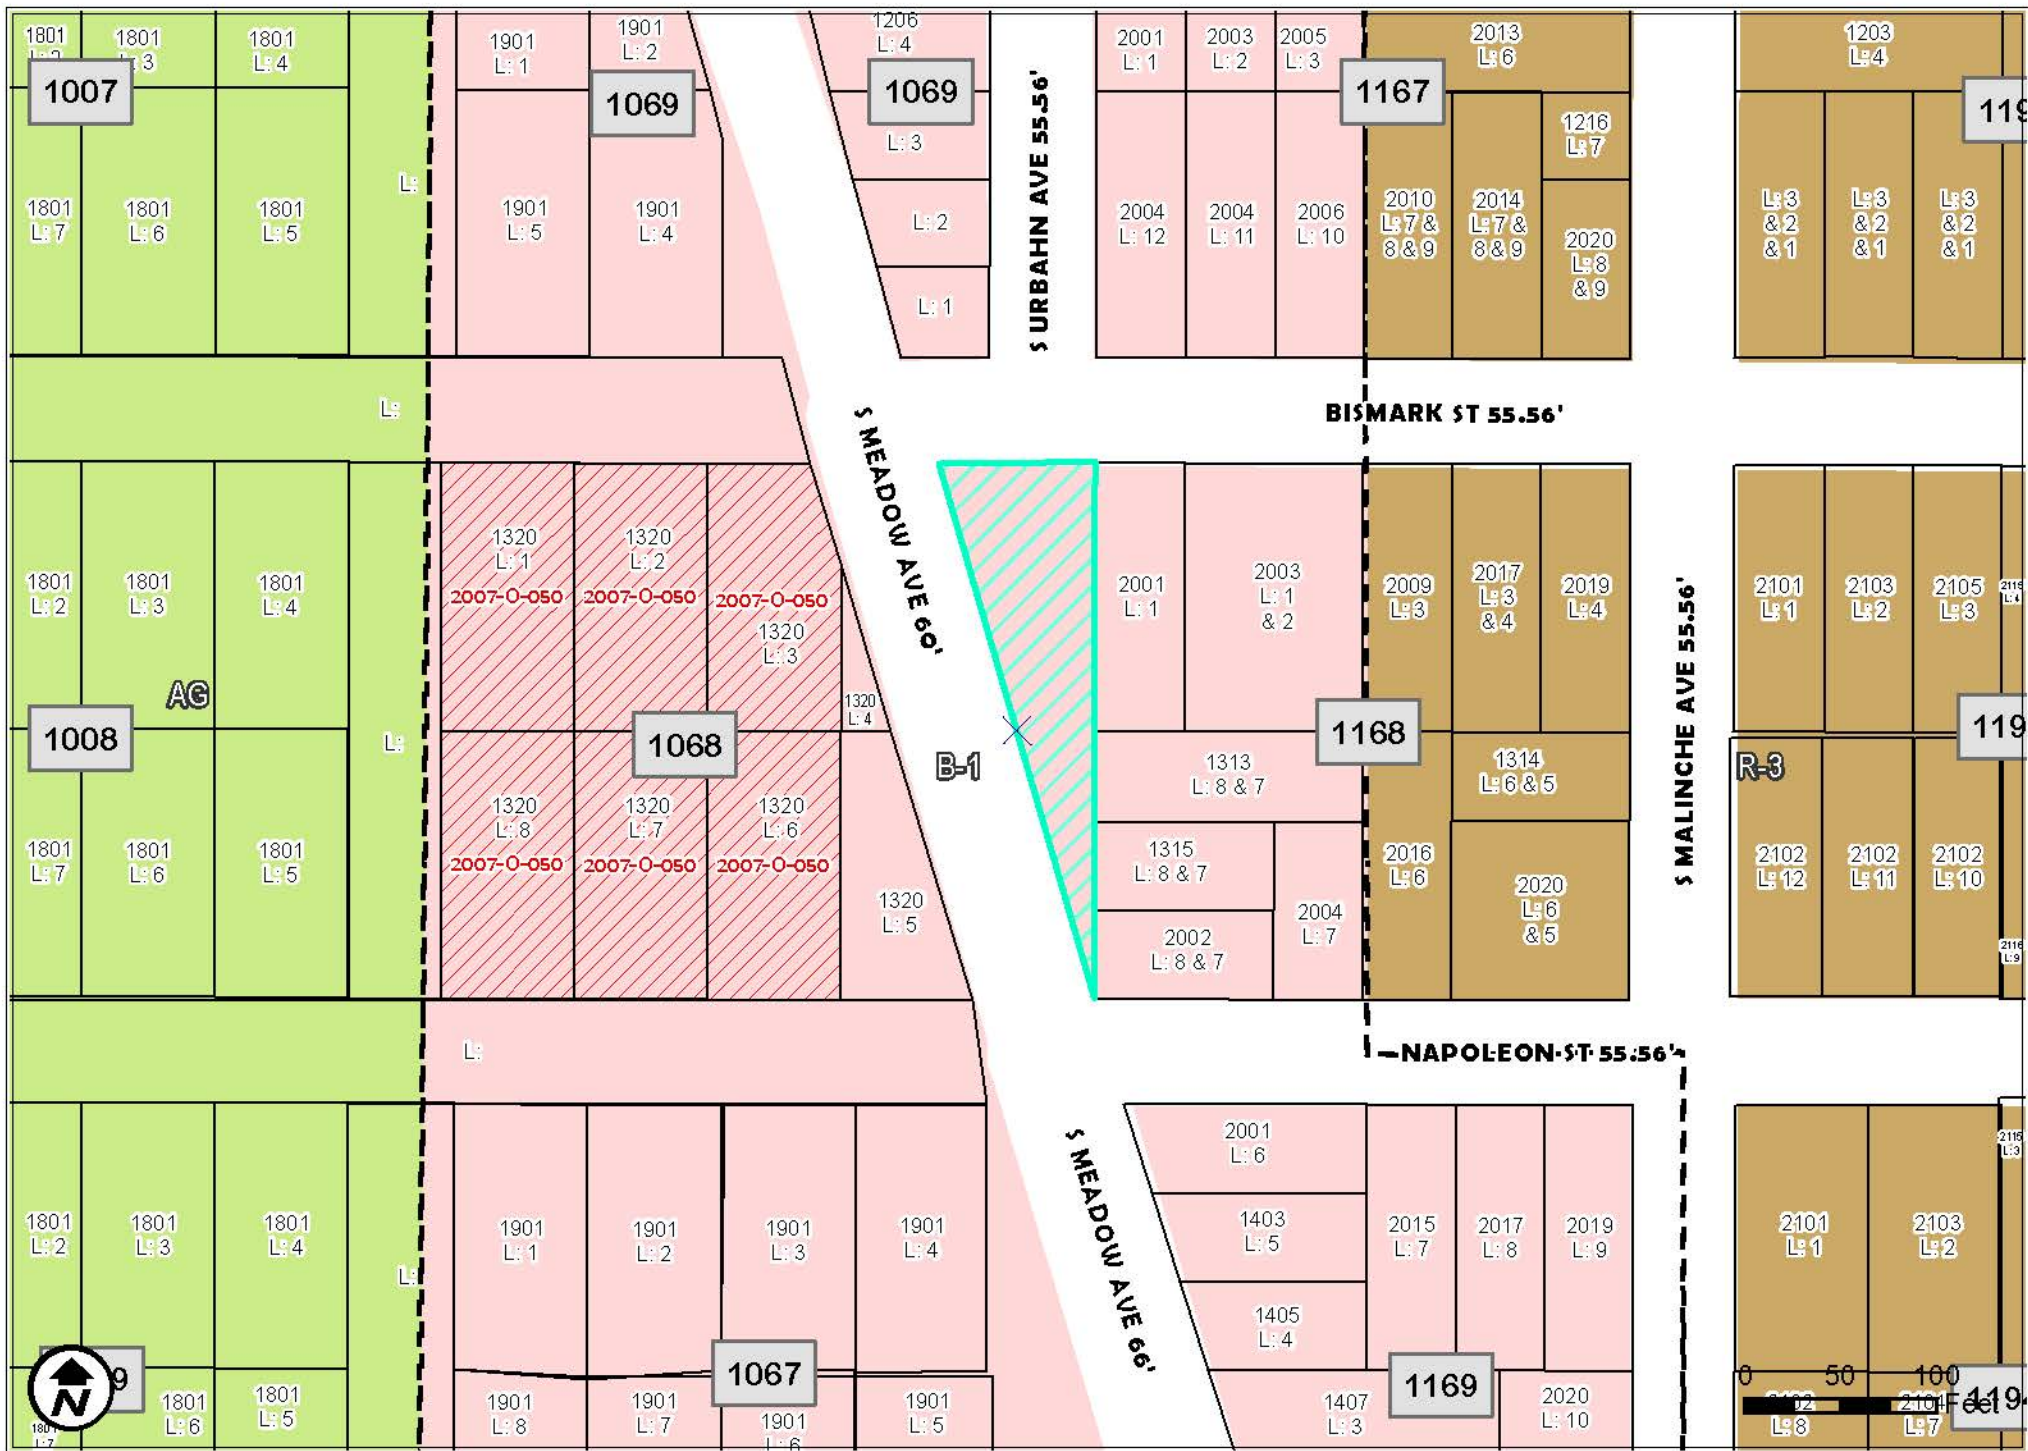 1801
L: 3
1801
L: 4
1007
1901
L: 1
1901
L: 2
1069
1206
L: 4
1069
L: 3
2001
L: 1
2003
L: 2
2005
L: 3
1167
2013
L: 6
1216
L: 7
1203
L: 4
1801
L: 7
1801
L: 6
1801
L: 5
L:
1901
L: 5
1901
L: 4
L: 2
L: 1
S URBAHN AVE 55.56'
2004
L: 12
2004
L: 11
2006
L: 10
2010
L: 7 &
8 & 9
2014
L: 7 &
8 & 9
2020
L: 8
& 9
L: 3
& 2
& 1
L: 3
& 2
& 1
L: 3
& 2
& 1
L:
S MEADOW AVE 60'
BISMARK ST 55.56'
1801
L: 2
1801
L: 3
1801
L: 4
1320
L: 1
2007-O-050
1320
L: 2
2007-O-050
2007-O-050
1320
L: 3
1320
L: 4
2001
L: 1
2003
L: 1
& 2
2009
L: 3
2017
L: 3
& 4
2019
L: 4
S MALINCHE AVE 55.56'
2101
L: 1
2103
L: 2
2105
L: 3
2115
L: 4
AG
1008
L:
1068
B-1
1168
R-3
1313
L: 8 & 7
1314
L: 6 & 5
1801
L: 7
1801
L: 6
1801
L: 5
1320
L: 8
2007-O-050
1320
L: 7
2007-O-050
1320
L: 6
2007-O-050
1320
L: 5
1315
L: 8 & 7
2002
L: 8 & 7
2004
L: 7
2016
L: 6
2020
L: 6
& 5
2102
L: 12
2102
L: 11
2102
L: 10
2116
L: 9
L:
NAPOLEON ST 55.56'
1801
L: 2
1801
L: 3
1801
L: 4
L:
1901
L: 1
1901
L: 2
1901
L: 3
1901
L: 4
S MEADOW AVE 66'
2001
L: 6
1403
L: 5
1405
L: 4
2015
L: 7
2017
L: 8
2019
L: 9
2101
L: 1
2103
L: 2
2115
L: 3
N
1801
L: 6
1801
L: 5
1901
L: 8
1901
L: 7
1067
1901
L: 6
1901
L: 5
1407
L: 3
1169
2020
L: 10
0 50 100
Feet
L: 8
L: 7